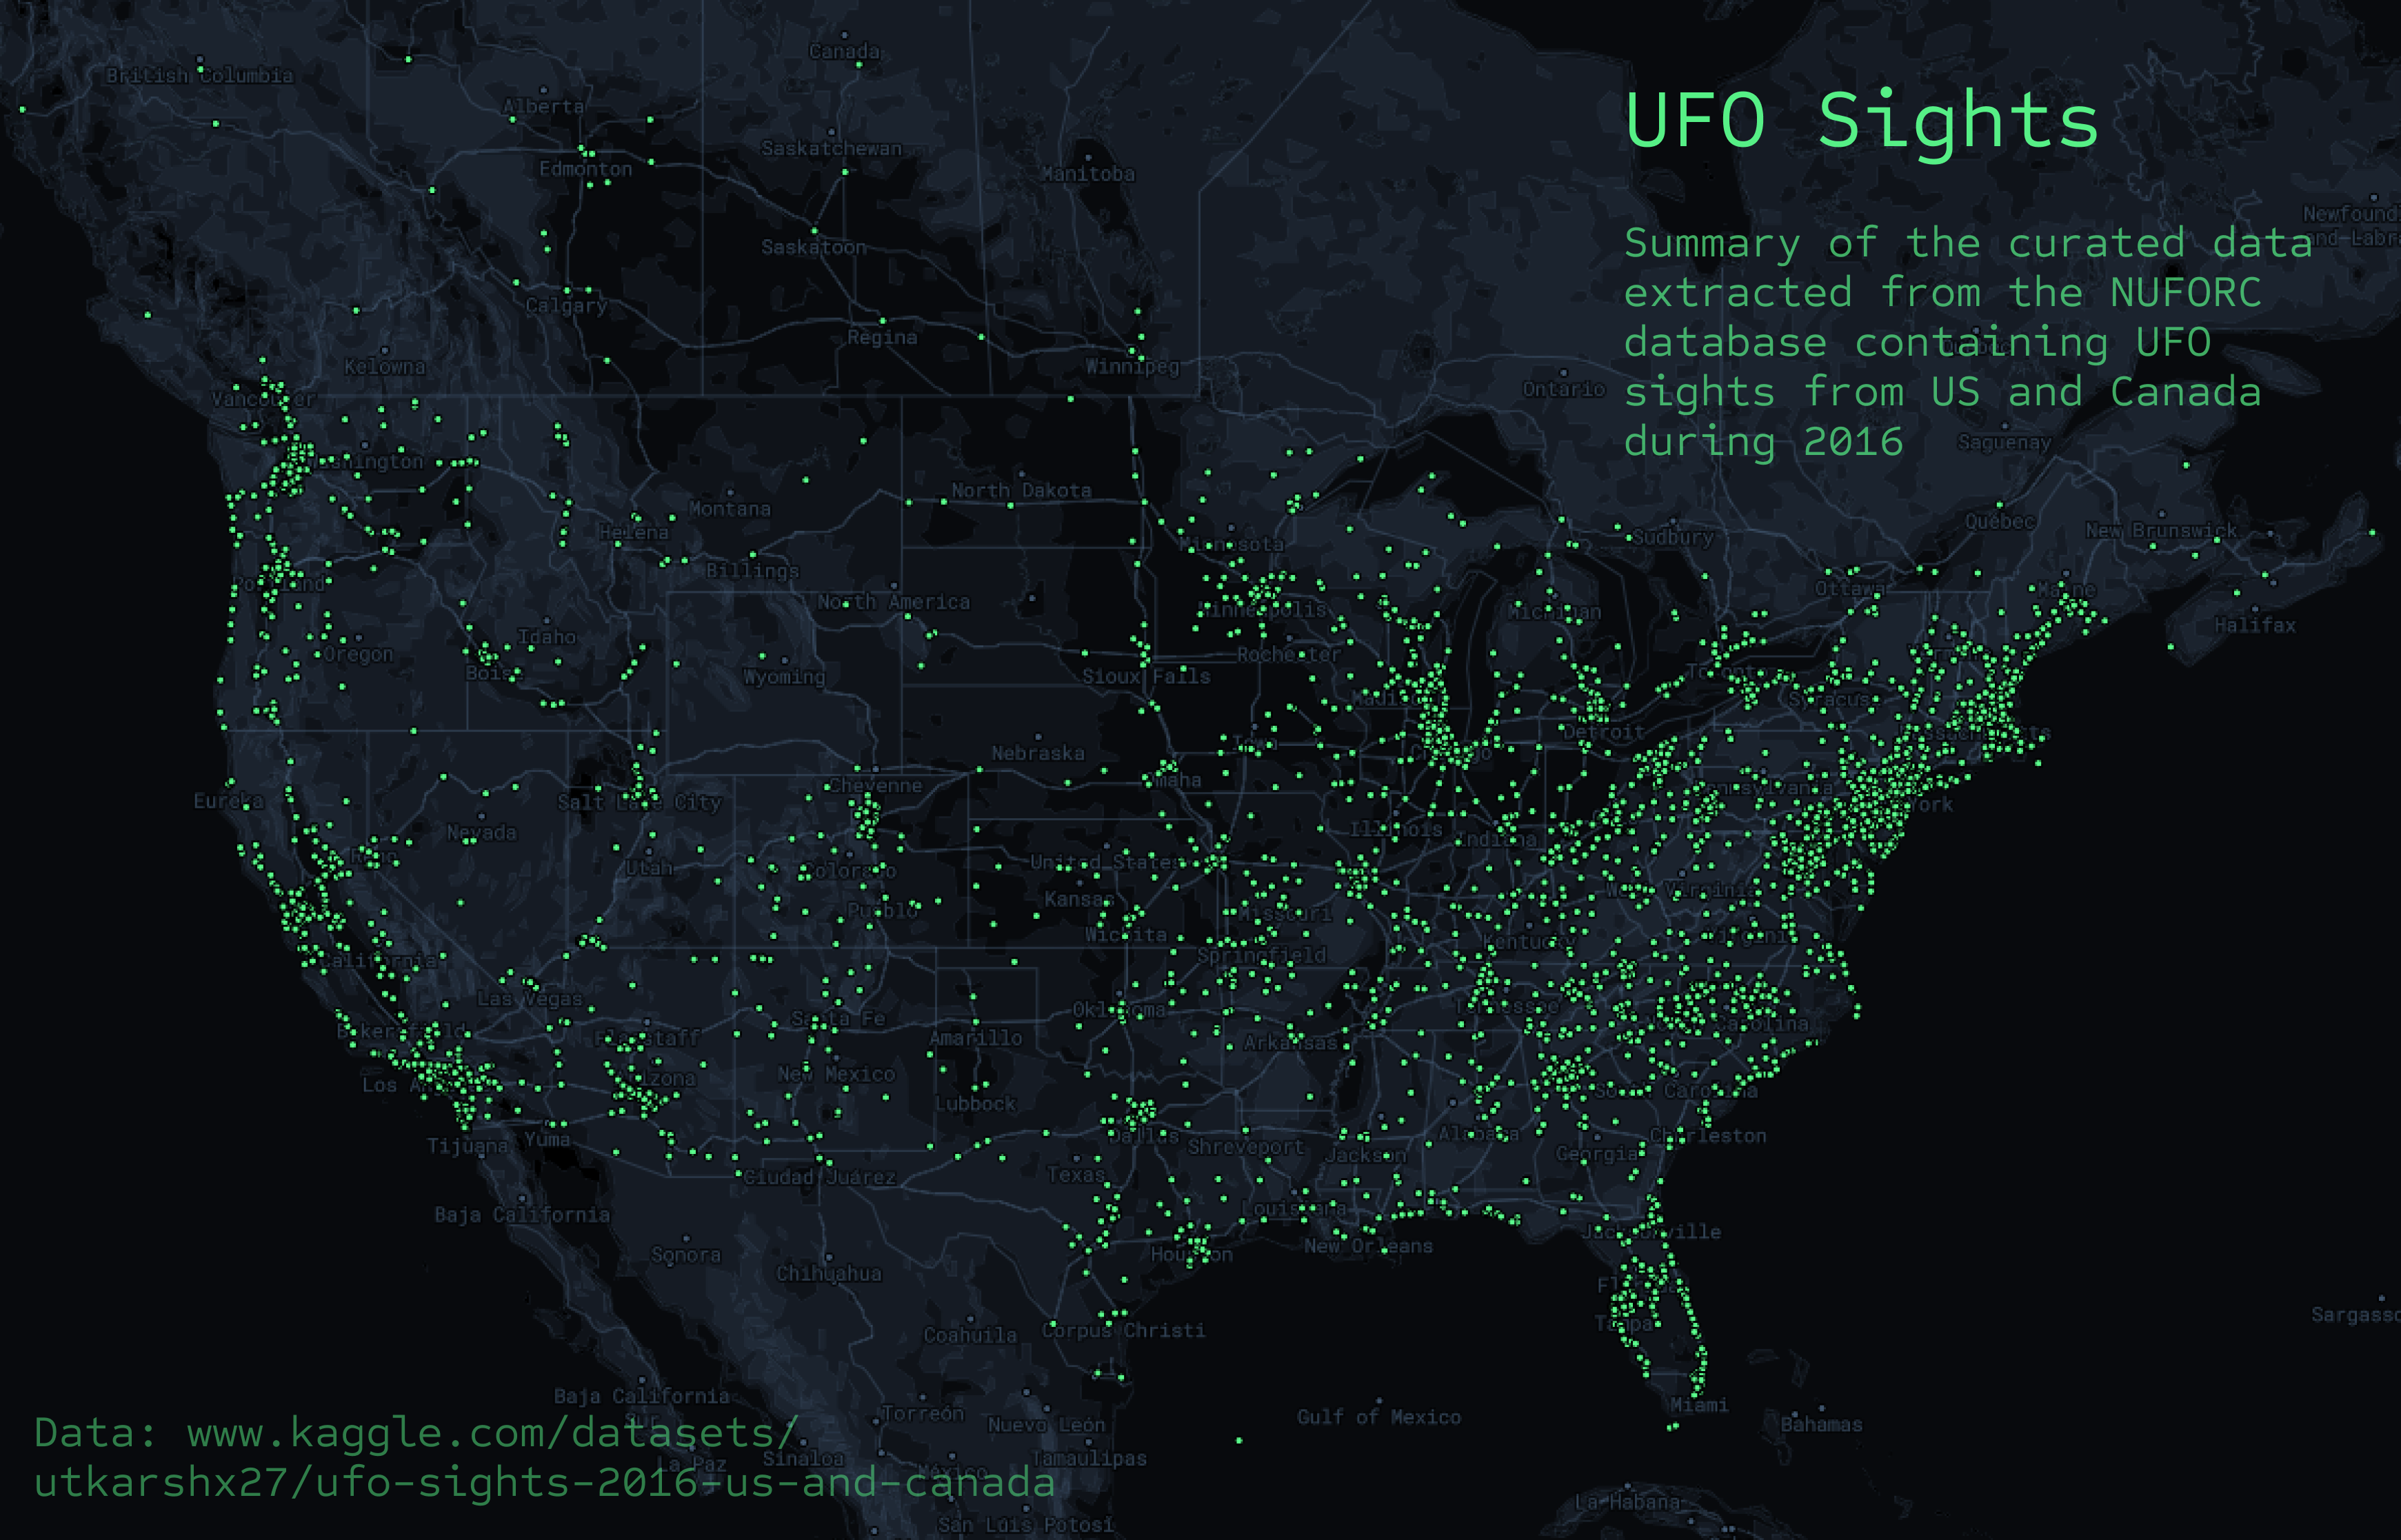 UFO Sights
Summary of the curated data
extracted from the NUFORC
database containing UFO
sights from US and Canada
during 2016
Canada
British Columbia
Alberta
Saskatchewan
Edmonton
Manitoba
Saskatoon
Calgary
Regina
Winnipeg
Kelowna
Ontario
Vancouver
Saguenay
Washington
North Dakota
Montana
Québec
New Brunswick
Helena
Minnesota
Sudbury
Billings
Portland
North America
Minneapolis
Michigan
Ottawa
Maine
Halifax
Idaho
Oregon
Rochester
Boise
Wyoming
Sioux Falls
Toronto
Madison
Syracuse
Detroit
Massachusetts
Iowa
Nebraska
Chicago
Cheyenne
Omaha
Pennsylvania
Eureka
Salt Lake City
York
Nevada
Illinois
Indiana
Reno
United States
Utah
Colorado
West Virginia
Kansas
Pueblo
Missouri
Wichita
Kentucky
Virginia
California
Springfield
Las Vegas
Oklahoma
Tennessee
Santa Fe
Bakersfield
Flagstaff
Amarillo
Arkansas
North Carolina
Los Angeles
Arizona
New Mexico
Lubbock
South Carolina
Tijuana
Yuma
Dallas
Shreveport
Jackson
Alabama
Charleston
Georgia
Ciudad Juárez
Texas
Baja California
Louisiana
Sonora
Houston
New Orleans
Jacksonville
Chihuahua
Florida
Coahuila
Corpus Christi
Tampa
Sargasso
Baja California
Sur
Torreón
Nuevo León
Gulf of Mexico
Miami
Bahamas
La Paz
Sinaloa
México
Tamaulipas
La Habana
San Luis Potosí
Data: www.kaggle.com/datasets/
utkarshx27/ufo-sights-2016-us-and-canada